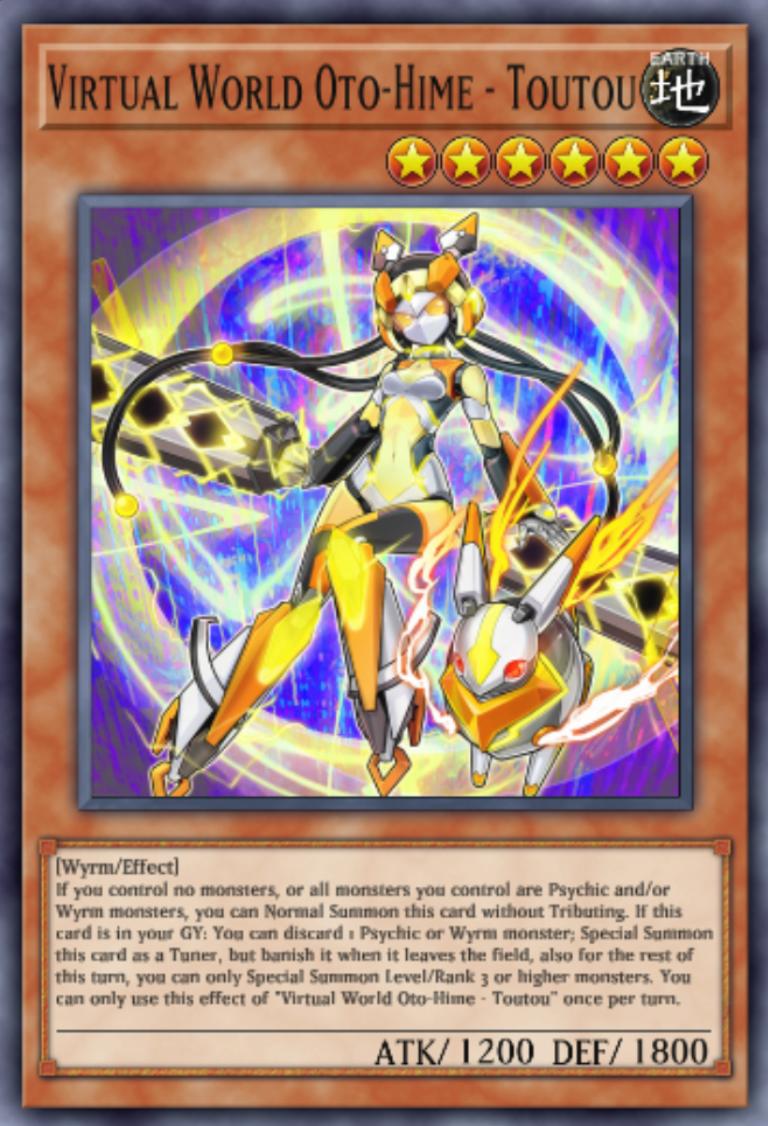 VIRTUAL WORLD OTO-HIME - TOUTOU
EARTH
地
[Wyrm/Effect]
If you control no monsters, or all monsters you control are Psychic and/or
Wyrm monsters, you can Normal Summon this card without Tributing. If this
card is in your GY: You can discard 1 Psychic or Wyrm monster; Special Summon
this card as a Tuner, but banish it when it leaves the field, also for the rest of
this turn, you can only Special Summon Level/Rank 3 or higher monsters. You
can only use this effect of "Virtual World Oto-Hime - Toutou" once per turn.
ATK/ 1200 DEF/ 1800